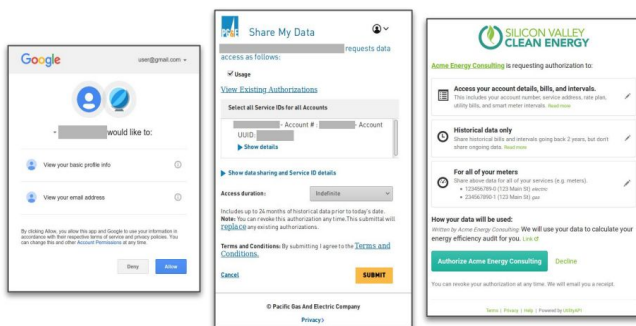 Google
user@gmail.com
- would like to:
View your basic profile info
View your email address
By clicking Allow, you allow this app and Google to use your information in
accordance with their respective terms of service and privacy policies. You
can change this and other Account Permissions at any time.
Deny
Allow
PG&E
Share My Data
requests data
access as follows:
Usage
View Existing Authorizations
Select all Service IDs for all Accounts
- Account # : - Account
UUID:
Show details
Show data sharing and Service ID details
Access duration:
Indefinite
Includes up to 24 months of historical data prior to today's date.
Note: You can revoke this authorization any time.This submittal will
replace any existing authorizations.
Terms and Conditions: By submitting I agree to the Terms and
Conditions.
Cancel
SUBMIT
© Pacific Gas And Electric Company
Privacy›
SILICON VALLEY
CLEAN ENERGY
Acme Energy Consulting is requesting authorization to:
Access your account details, bills, and intervals.
This includes your account number, service address, rate plan,
utility bills, and smart meter intervals. Read more
Historical data only
Share historical bills and intervals going back 2 years, but don't
share ongoing data. Read more
For all of your meters
Share above data for all of your services (e.g. meters).
• 123456789-0 (123 Main St) electric
• 234567890-1 (123 Main St) gas
How your data will be used:
Written by Acme Energy Consulting: We will use your data to calculate your
energy efficiency audit for you. Link
Authorize Acme Energy Consulting
Decline
You can revoke your authorization at any time. We will email you a receipt.
Terms | Privacy | Help | Powered by UtilityAPI